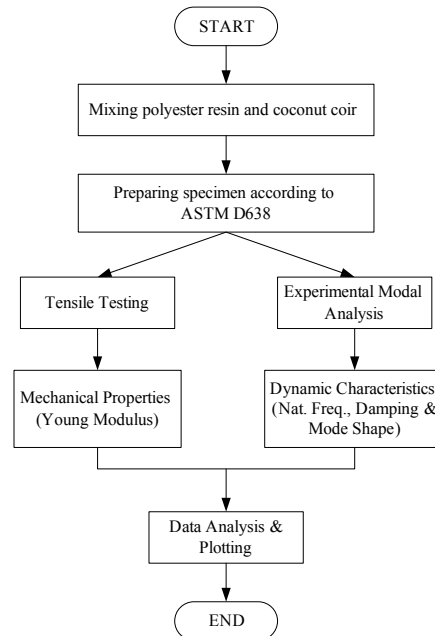 START
Mixing polyester resin and coconut coir
Preparing specimen according to
ASTM D638
Tensile Testing
Experimental Modal
Analysis
Mechanical Properties
(Young Modulus)
Dynamic Characteristics
(Nat. Freq., Damping &
Mode Shape)
Data Analysis &
Plotting
END